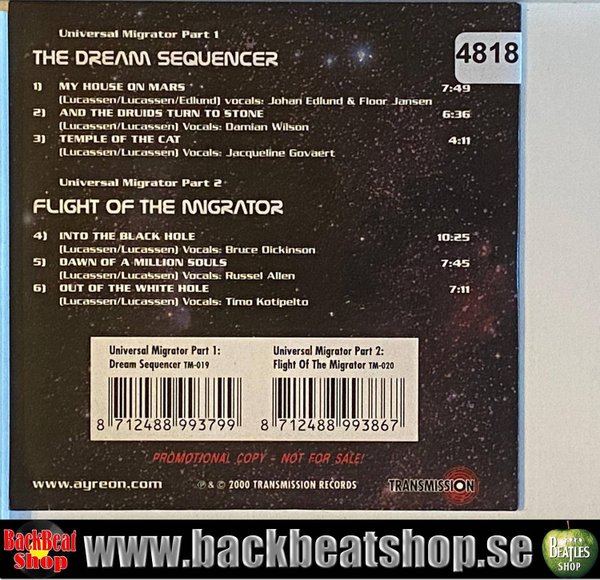 Universal Migrator Part 1
THE DREAM SEQUENCER
4818
1) MY HOUSE ON MARS 7:49
(Lucassen/Lucassen/Edlund) vocals: Johan Edlund & Floor Jansen
2) AND THE DRUIDS TURN TO STONE 6:36
(Lucassen/Lucassen) Vocals: Damian Wilson
3) TEMPLE OF THE CAT 4:11
(Lucassen/Lucassen) Vocals: Jacqueline Govaert
Universal Migrator Part 2
FLIGHT OF THE MIGRATOR
4) INTO THE BLACK HOLE 10:25
(Lucassen/Lucassen) Vocals: Bruce Dickinson
5) DAWN OF A MILLION SOULS 7:45
(Lucassen/Lucassen) Vocals: Russel Allen
6) OUT OF THE WHITE HOLE 7:11
(Lucassen/Lucassen) Vocals: Timo Kotipelto
Universal Migrator Part 1:
Dream Sequencer TM-019
8 712488 993799
Universal Migrator Part 2:
Flight Of The Migrator TM-020
8 712488 993867
PROMOTIONAL COPY - NOT FOR SALE!
www.ayreon.com
℗ & © 2000 TRANSMISSION RECORDS
TRANSMISSION
BackBeat
Shop
www.backbeatshop.se
THE
BEATLES
SHOP